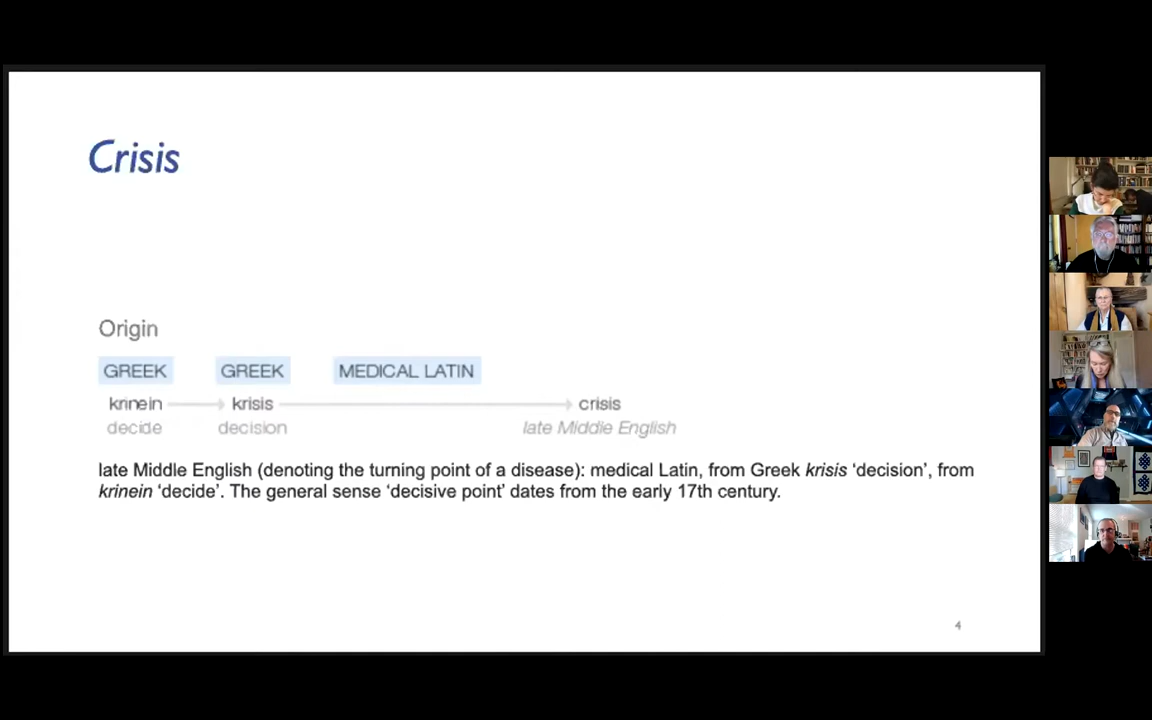 Crisis
Origin
GREEK GREEK MEDICAL LATIN
krinein krisis crisis
decide decision late Middle English
late Middle English (denoting the turning point of a disease): medical Latin, from Greek krisis ‘decision’, from
krinein ‘decide’. The general sense ‘decisive point’ dates from the early 17th century.
4